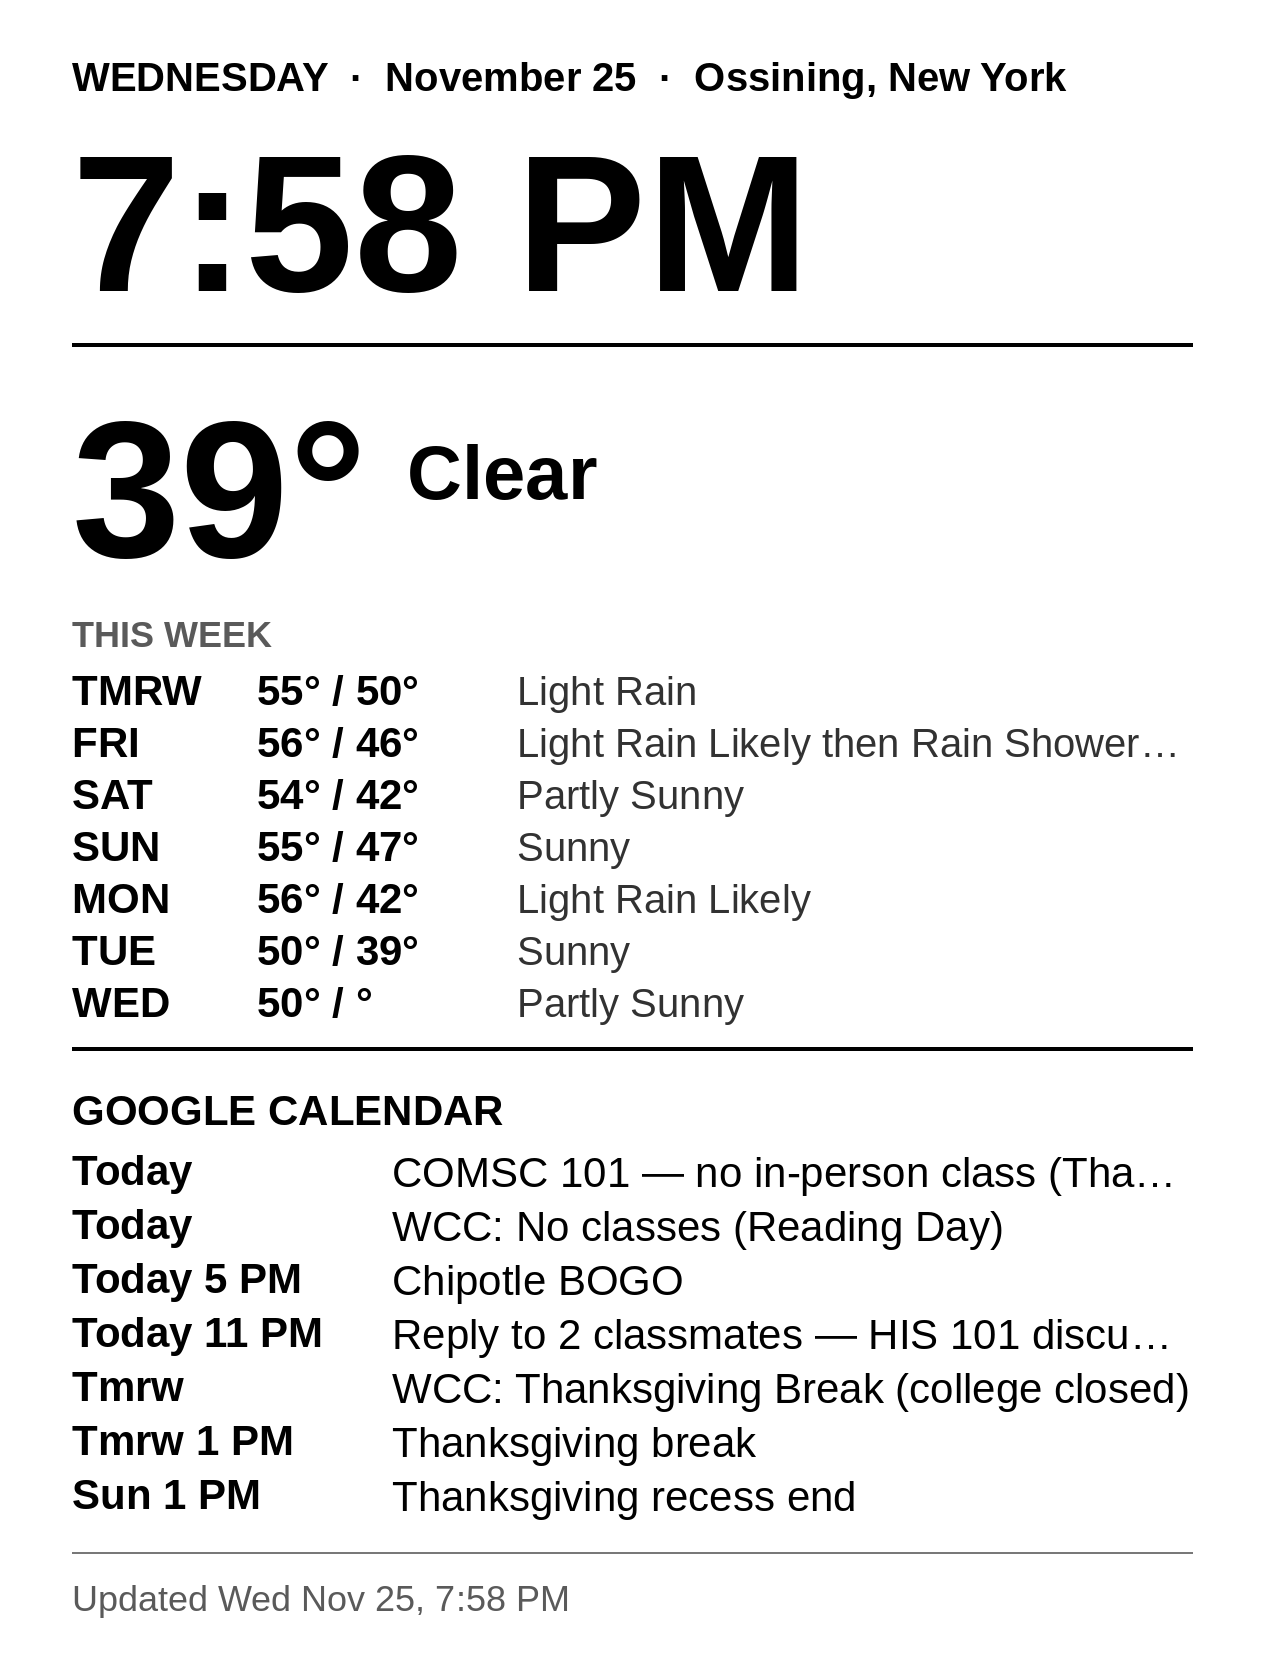 WEDNESDAY · November 25 · Ossining, New York
7:58 PM
39° Clear
THIS WEEK
TMRW 55° / 50° Light Rain
FRI 56° / 46° Light Rain Likely then Rain Shower…
SAT 54° / 42° Partly Sunny
SUN 55° / 47° Sunny
MON 56° / 42° Light Rain Likely
TUE 50° / 39° Sunny
WED 50° / ° Partly Sunny
GOOGLE CALENDAR
Today COMSC 101 — no in-person class (Tha…
Today WCC: No classes (Reading Day)
Today 5 PM Chipotle BOGO
Today 11 PM Reply to 2 classmates — HIS 101 discu…
Tmrw WCC: Thanksgiving Break (college closed)
Tmrw 1 PM Thanksgiving break
Sun 1 PM Thanksgiving recess end
Updated Wed Nov 25, 7:58 PM